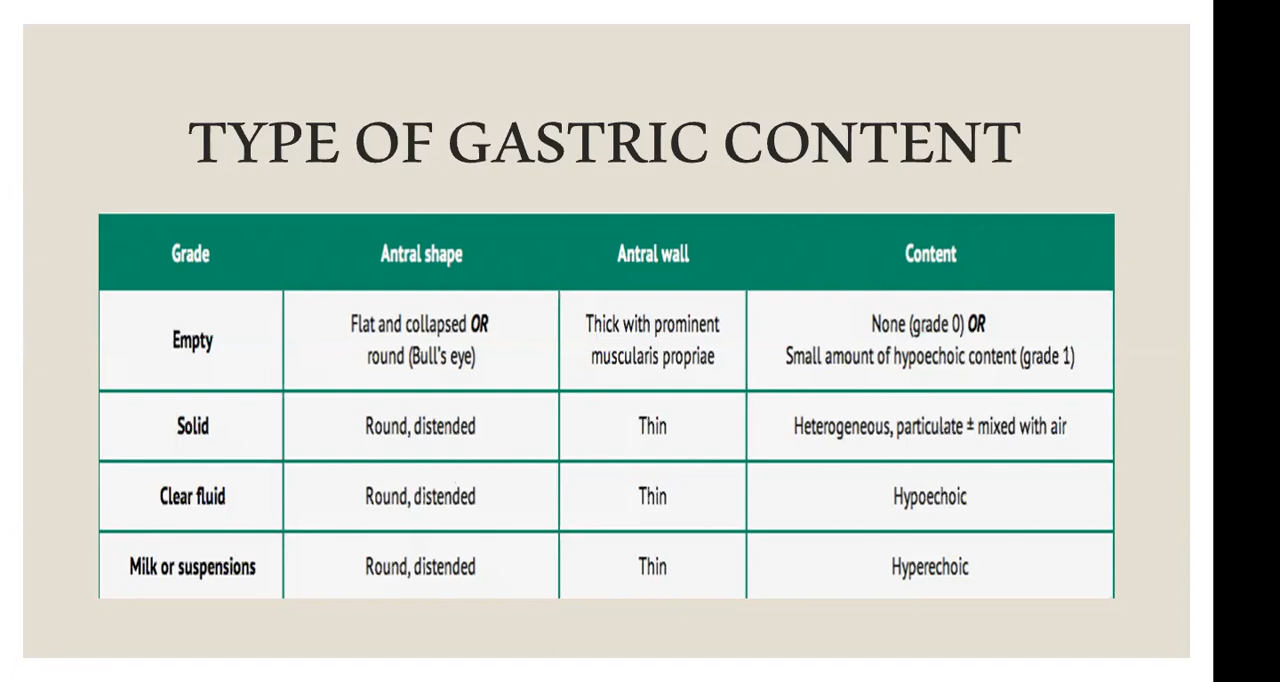 TYPE OF GASTRIC CONTENT
Grade Antral shape Antral wall Content
Empty
Flat and collapsed OR
round (Bull's eye)
Thick with prominent
muscularis propriae
None (grade 0) OR
Small amount of hypoechoic content (grade 1)
Solid Round, distended Thin Heterogeneous, particulate ± mixed with air
Clear fluid Round, distended Thin Hypoechoic
Milk or suspensions Round, distended Thin Hyperechoic